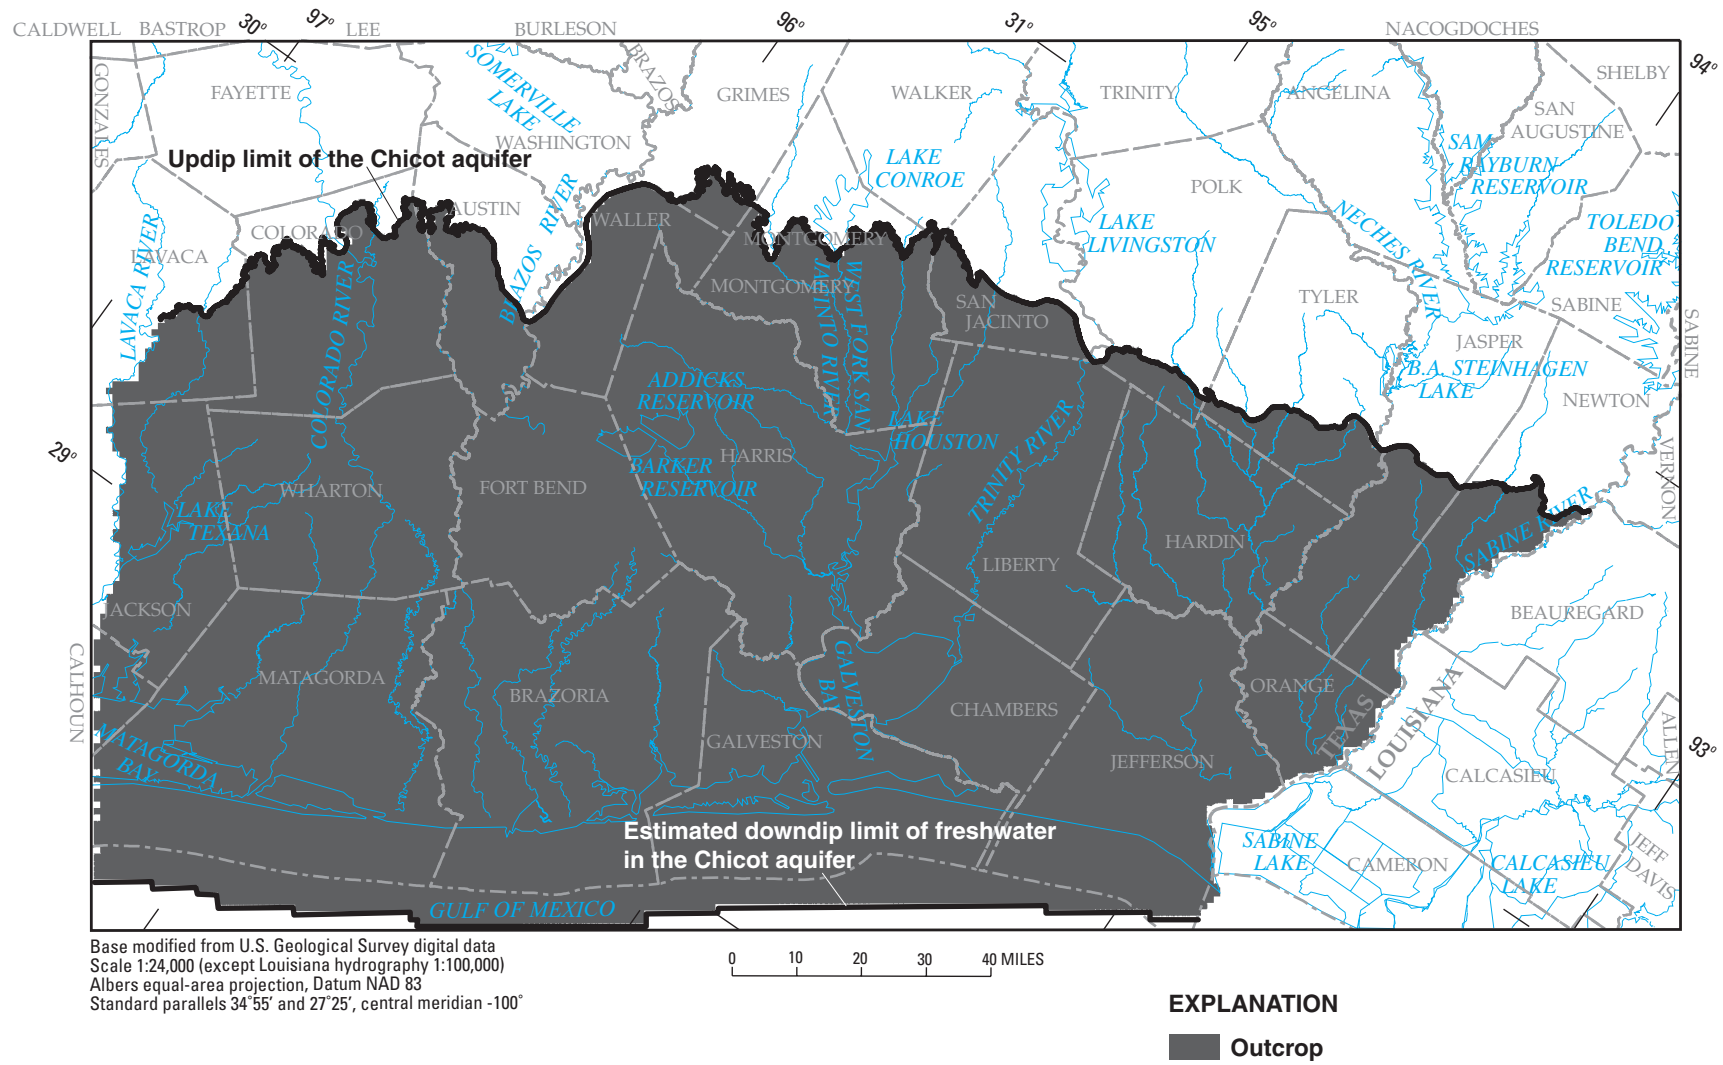 CALDWELL
BASTROP
30°
97°
LEE
BURLESON
96°
31°
95°
NACOGDOCHES
94°
GONZALES
FAYETTE
SOMERVILLE
LAKE
BRAZOS
GRIMES
WALKER
TRINITY
ANGELINA
SHELBY
SAN
AUGUSTINE
WASHINGTON
Updip limit of the Chicot aquifer
LAKE
CONROE
SAM
RAYBURN
RESERVOIR
POLK
AUSTIN
BRAZOS RIVER
WALLER
COLORADO
LAVACA
LAVACA RIVER
MONTGOMERY
MONTGOMERY
LAKE
LIVINGSTON
NECHES RIVER
TOLEDO
BEND
RESERVOIR
COLORADO RIVER
WEST FORK SAN
JACINTO RIVER
SAN
JACINTO
TYLER
SABINE
JASPER
SABINE
B.A. STEINHAGEN
LAKE
NEWTON
ADDICKS
RESERVOIR
LAKE
HOUSTON
TRINITY RIVER
29°
HARRIS
BARKER
RESERVOIR
WHARTON
FORT BEND
LAKE
TEXANA
VERNON
SABINE RIVER
HARDIN
LIBERTY
JACKSON
BEAUREGARD
CALHOUN
MATAGORDA
BRAZORIA
GALVESTON
BAY
CHAMBERS
ORANGE
TEXAS
LOUISIANA
ALLEN
93°
MATAGORDA
BAY
GALVESTON
JEFFERSON
CALCASIEU
Estimated downdip limit of freshwater
in the Chicot aquifer
SABINE
LAKE
CAMERON
CALCASIEU
LAKE
JEFF
DAVIS
GULF OF MEXICO
Base modified from U.S. Geological Survey digital data
Scale 1:24,000 (except Louisiana hydrography 1:100,000)
Albers equal-area projection, Datum NAD 83
Standard parallels 34°55′ and 27°25′, central meridian -100°
0 10 20 30 40 MILES
EXPLANATION
Outcrop